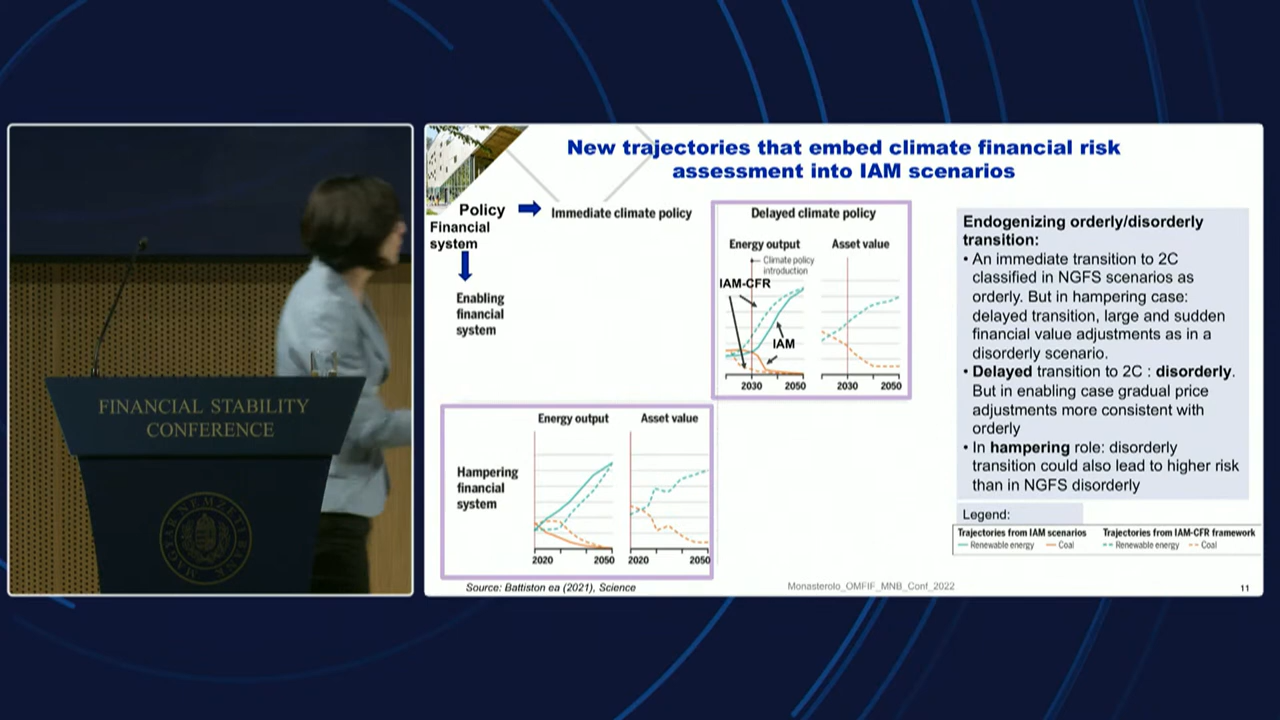 FINANCIAL STABILITY
CONFERENCE
MAGYAR NEMZETI BANK
New trajectories that embed climate financial risk
assessment into IAM scenarios
Policy
Immediate climate policy
Financial
system
Enabling
financial
system
Delayed climate policy
Energy output
Asset value
Climate policy
introduction
IAM-CFR
IAM
2030
2050
2030
2050
Energy output
Asset value
Hampering
financial
system
2020
2050
2020
2050
Endogenizing orderly/disorderly
transition:
• An immediate transition to 2C
classified in NGFS scenarios as
orderly. But in hampering case:
delayed transition, large and sudden
financial value adjustments as in a
disorderly scenario.
• Delayed transition to 2C : disorderly.
But in enabling case gradual price
adjustments more consistent with
orderly
• In hampering role: disorderly
transition could also lead to higher risk
than in NGFS disorderly
Legend:
Trajectories from IAM scenarios
Renewable energy
Coal
Trajectories from IAM-CFR framework
Renewable energy
Coal
Source: Battiston ea (2021), Science
Monasterolo_OMFIF_MNB_Conf_2022
11